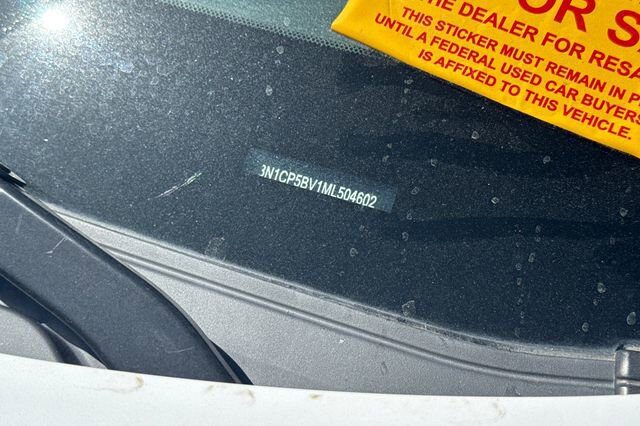 OR S
THE DEALER FOR RESA
THIS STICKER MUST REMAIN IN P
UNTIL A FEDERAL USED CAR BUYERS
IS AFFIXED TO THIS VEHICLE.
3N1CP5BV1ML504602